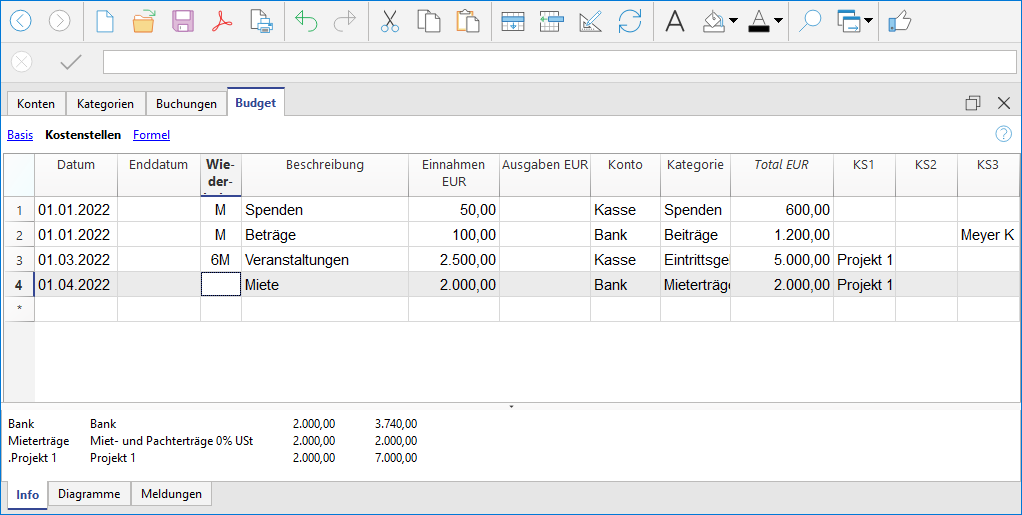 Konten Kategorien Buchungen Budget
Basis Kostenstellen Formel
Datum Enddatum Wie-der- Beschreibung Einnahmen EUR Ausgaben EUR Konto Kategorie Total EUR KS1 KS2 KS3
1 01.01.2022 M Spenden 50,00 Kasse Spenden 600,00
2 01.01.2022 M Beträge 100,00 Bank Beiträge 1.200,00 Meyer K
3 01.03.2022 6M Veranstaltungen 2.500,00 Kasse Eintrittsge 5.000,00 Projekt 1
4 01.04.2022 Miete 2.000,00 Bank Mieterträge 2.000,00 Projekt 1
*
Bank Bank 2.000,00 3.740,00
Mieterträge Miet- und Pachterträge 0% USt 2.000,00 2.000,00
.Projekt 1 Projekt 1 2.000,00 7.000,00
Info Diagramme Meldungen